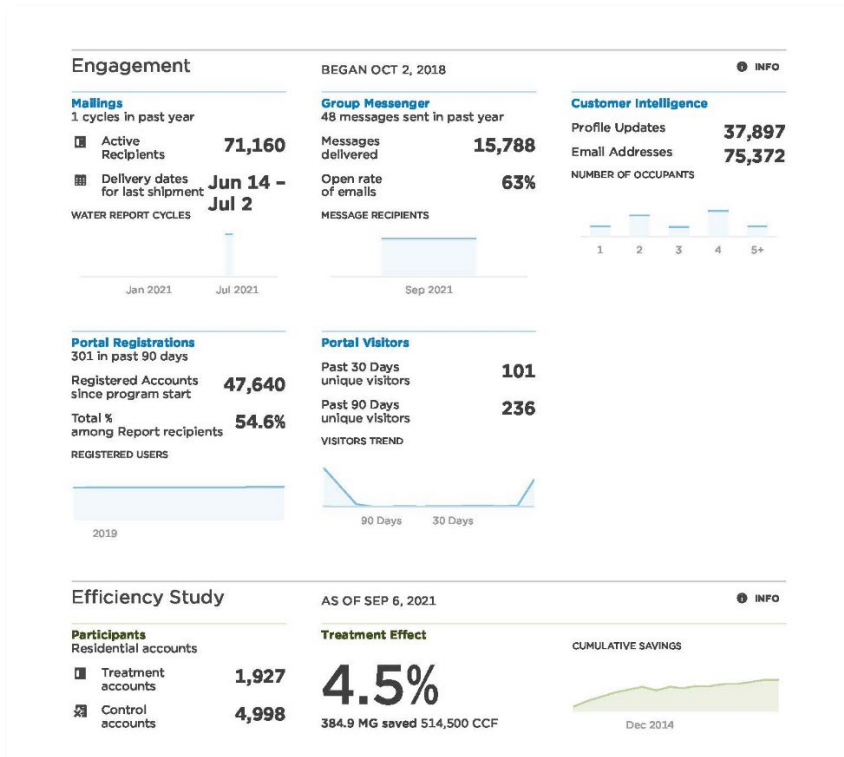 Engagement
BEGAN OCT 2, 2018
INFO
Mailings
1 cycles in past year
Active
Recipients
71,160
Delivery dates
for last shipment
Jun 14 –
Jul 2
WATER REPORT CYCLES
Jan 2021
Jul 2021
Group Messenger
48 messages sent in past year
Messages
delivered
15,788
Open rate
of emails
63%
MESSAGE RECIPIENTS
Sep 2021
Customer Intelligence
Profile Updates
37,897
Email Addresses
75,372
NUMBER OF OCCUPANTS
1 2 3 4 5+
Portal Registrations
301 in past 90 days
Registered Accounts
since program start
47,640
Total %
among Report recipients
54.6%
REGISTERED USERS
2019
Portal Visitors
Past 30 Days
unique visitors
101
Past 90 Days
unique visitors
236
VISITORS TREND
90 Days
30 Days
Efficiency Study
AS OF SEP 6, 2021
INFO
Participants
Residential accounts
Treatment
accounts
1,927
Control
accounts
4,998
Treatment Effect
4.5%
384.9 MG saved 514,500 CCF
CUMULATIVE SAVINGS
Dec 2014